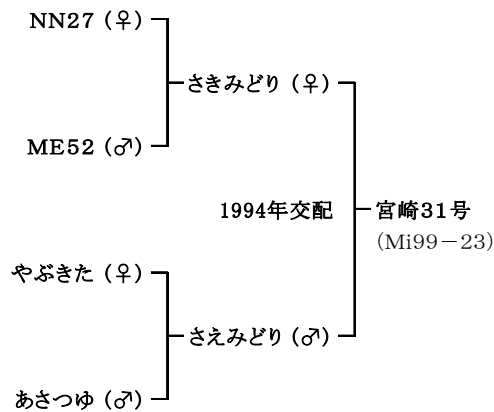 NN27（♀）
さきみどり（♀）
ME52（♂）
1994年交配
宮崎31号
（Mi99－23）
やぶきた（♀）
さえみどり（♂）
あさつゆ（♂）